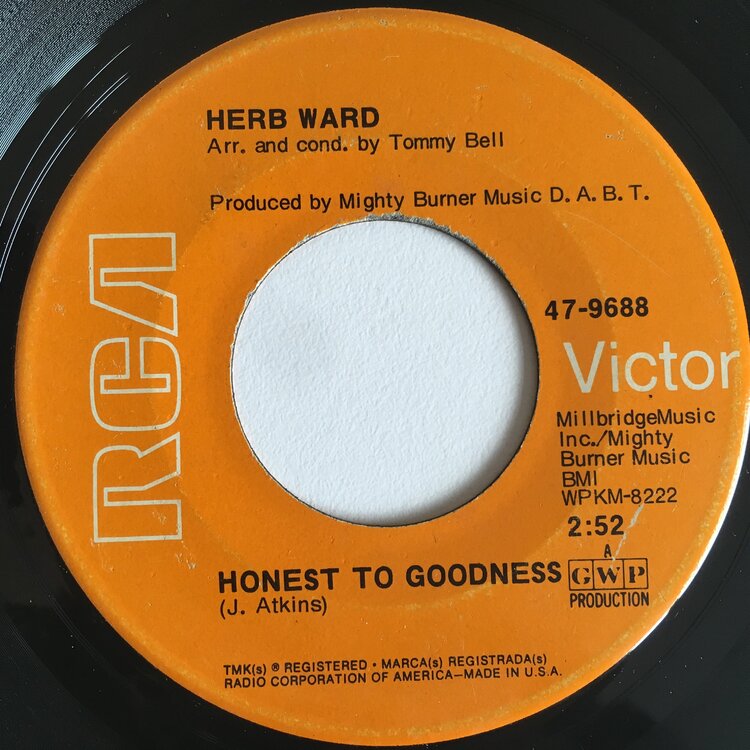 HERB WARD
Arr. and cond. by Tommy Bell
Produced by Mighty Burner Music D. A. B. T.
RCA
47-9688
Victor
MillbridgeMusic
Inc./Mighty
Burner Music
BMI
WPKM-8222
2:52
HONEST TO GOODNESS
(J. Atkins)
A
GWP
PRODUCTION
TMK(s) ® REGISTERED • MARCA(s) REGISTRADA(s)
RADIO CORPORATION OF AMERICA—MADE IN U.S.A.